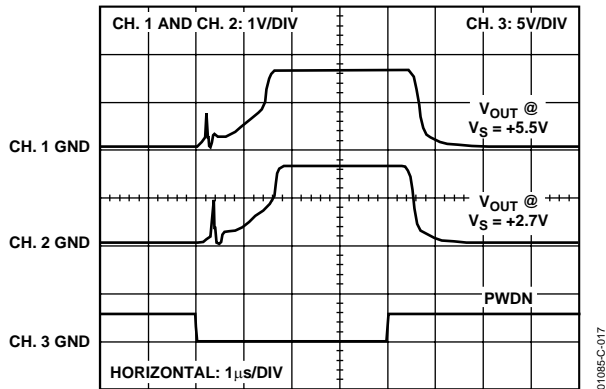 CH. 1 AND CH. 2: 1V/DIV
CH. 3: 5V/DIV
VOUT @
VS = +5.5V
CH. 1 GND
VOUT @
VS = +2.7V
CH. 2 GND
PWDN
CH. 3 GND
HORIZONTAL: 1μs/DIV
01085-C-017